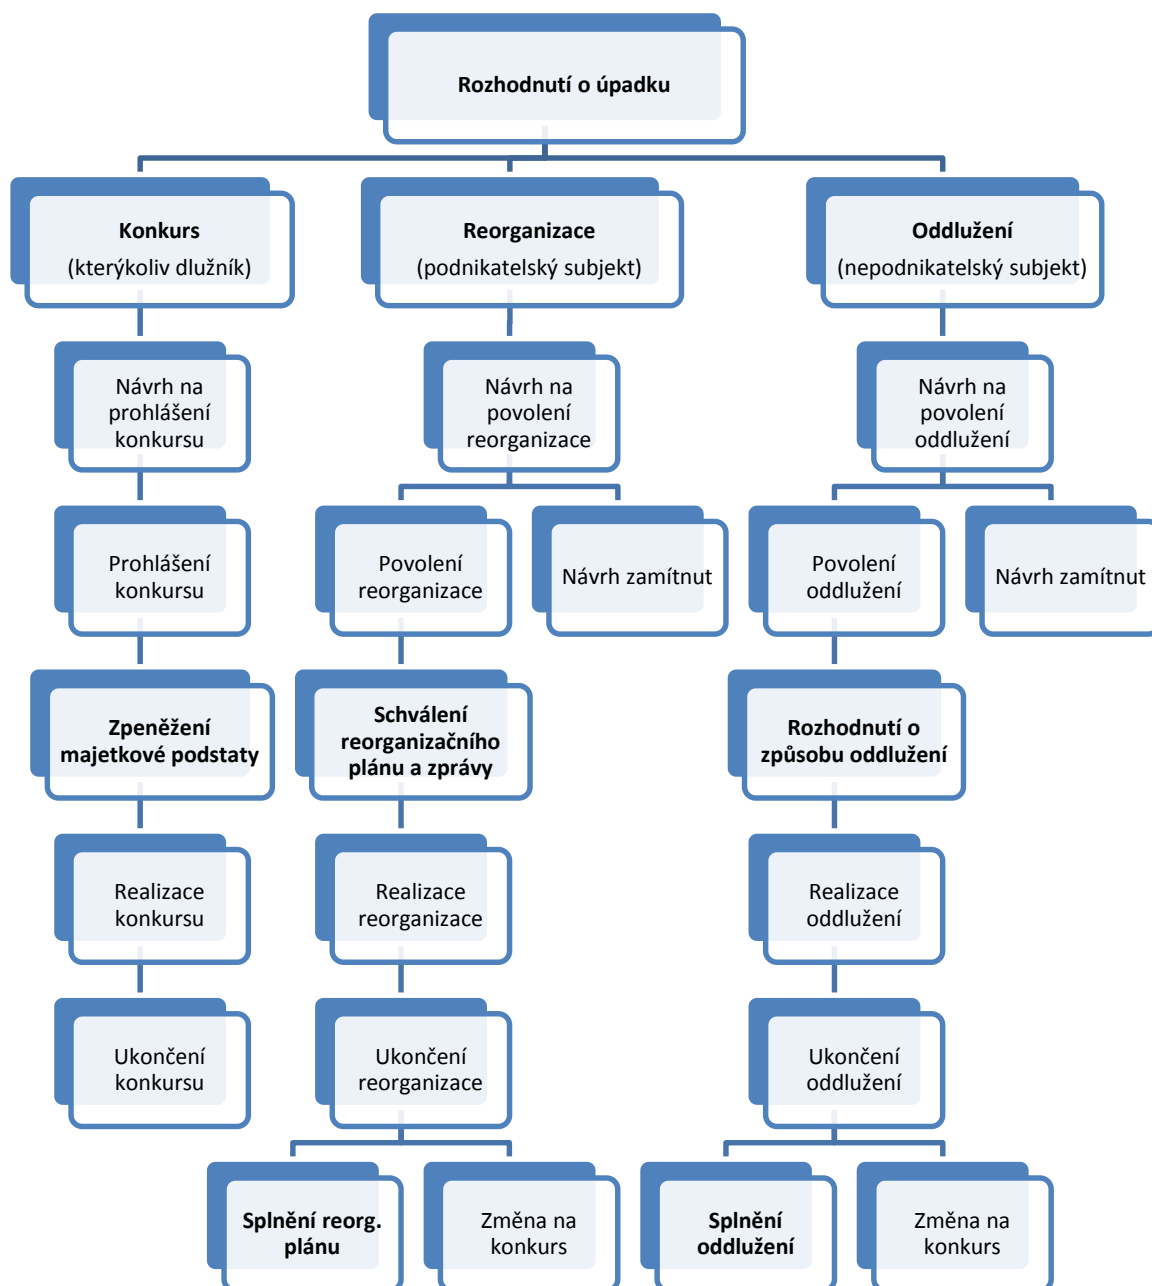 Rozhodnutí o úpadku
Konkurs
(kterýkoliv dlužník)
Reorganizace
(podnikatelský subjekt)
Oddlužení
(nepodnikatelský subjekt)
Návrh na
prohlášení
konkursu
Návrh na
povolení
reorganizace
Návrh na
povolení
oddlužení
Prohlášení
konkursu
Povolení
reorganizace
Návrh zamítnut
Povolení
oddlužení
Návrh zamítnut
Zpeněžení
majetkové podstaty
Schválení
reorganizačního
plánu a zprávy
Rozhodnutí o
způsobu oddlužení
Realizace
konkursu
Realizace
reorganizace
Realizace
oddlužení
Ukončení
konkursu
Ukončení
reorganizace
Ukončení
oddlužení
Splnění reorg.
plánu
Změna na
konkurs
Splnění
oddlužení
Změna na
konkurs